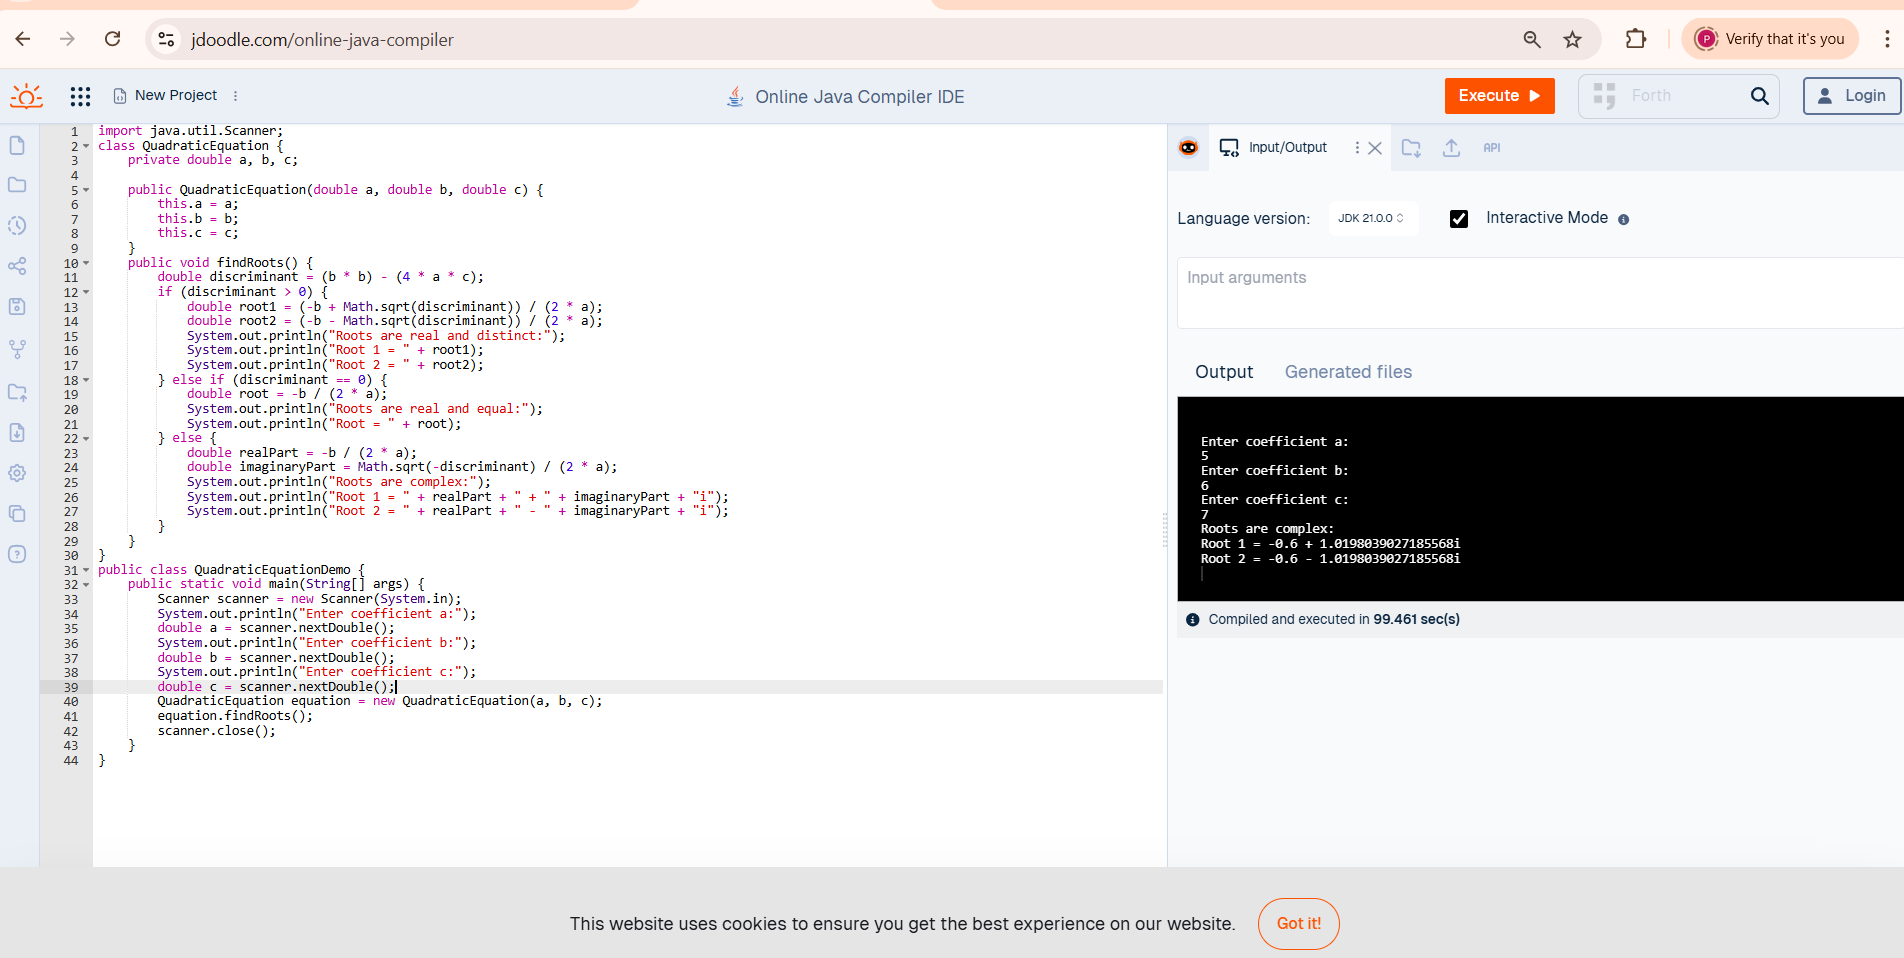 jdoodle.com/online-java-compiler
Verify that it's you
New Project
Online Java Compiler IDE
Execute
Forth
Login
1 import java.util.Scanner;
2 class QuadraticEquation {
3     private double a, b, c;
4
5     public QuadraticEquation(double a, double b, double c) {
6         this.a = a;
7         this.b = b;
8         this.c = c;
9     }
10     public void findRoots() {
11         double discriminant = (b * b) - (4 * a * c);
12         if (discriminant > 0) {
13             double root1 = (-b + Math.sqrt(discriminant)) / (2 * a);
14             double root2 = (-b - Math.sqrt(discriminant)) / (2 * a);
15             System.out.println("Roots are real and distinct:");
16             System.out.println("Root 1 = " + root1);
17             System.out.println("Root 2 = " + root2);
18         } else if (discriminant == 0) {
19             double root = -b / (2 * a);
20             System.out.println("Roots are real and equal:");
21             System.out.println("Root = " + root);
22         } else {
23             double realPart = -b / (2 * a);
24             double imaginaryPart = Math.sqrt(-discriminant) / (2 * a);
25             System.out.println("Roots are complex:");
26             System.out.println("Root 1 = " + realPart + " + " + imaginaryPart + "i");
27             System.out.println("Root 2 = " + realPart + " - " + imaginaryPart + "i");
28         }
29     }
30 }
31 public class QuadraticEquationDemo {
32     public static void main(String[] args) {
33         Scanner scanner = new Scanner(System.in);
34         System.out.println("Enter coefficient a:");
35         double a = scanner.nextDouble();
36         System.out.println("Enter coefficient b:");
37         double b = scanner.nextDouble();
38         System.out.println("Enter coefficient c:");
39         double c = scanner.nextDouble();
40         QuadraticEquation equation = new QuadraticEquation(a, b, c);
41         equation.findRoots();
42         scanner.close();
43     }
44 }
Input/Output
API
Language version: JDK 21.0.0 Interactive Mode
Input arguments
Output Generated files
Enter coefficient a:
5
Enter coefficient b:
6
Enter coefficient c:
7
Roots are complex:
Root 1 = -0.6 + 1.0198039027185568i
Root 2 = -0.6 - 1.0198039027185568i
Compiled and executed in 99.461 sec(s)
This website uses cookies to ensure you get the best experience on our website.
Got it!